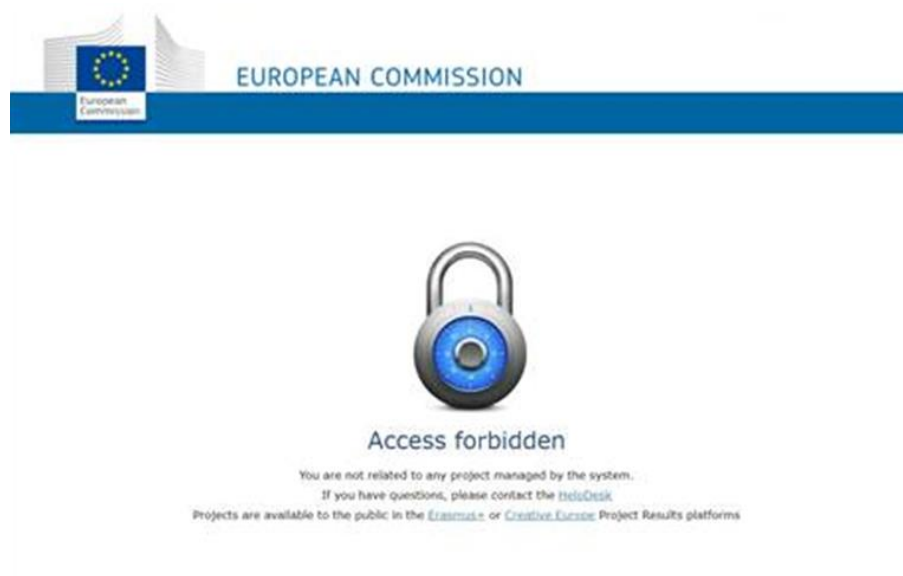 EUROPEAN COMMISSION
European
Commission
Access forbidden
You are not related to any project managed by the system.
If you have questions, please contact the HelpDesk
Projects are available to the public in the Erasmus+ or Creative Europe Project Results platforms